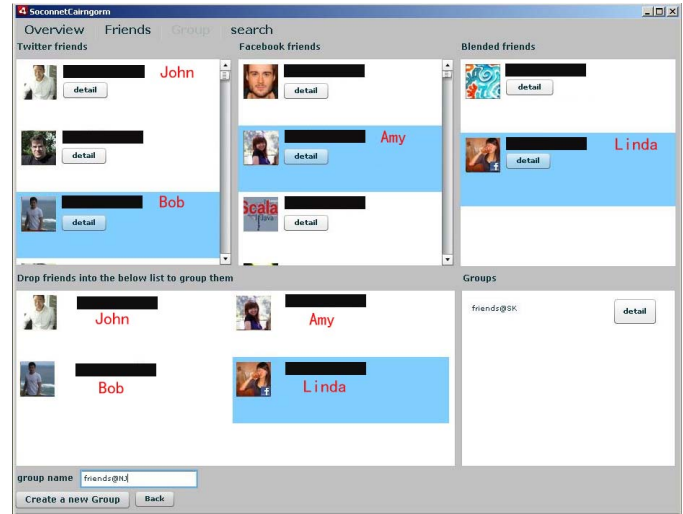 SoconnetCairngorm
Overview Friends Group search
Twitter friends Facebook friends Blended friends
John
detail detail detail
Amy Linda
detail detail detail
Bob Scala
detail detail
Drop friends into the below list to group them Groups
friends@SK detail
John Amy
Bob Linda
group name friends@NJ
Create a new Group Back